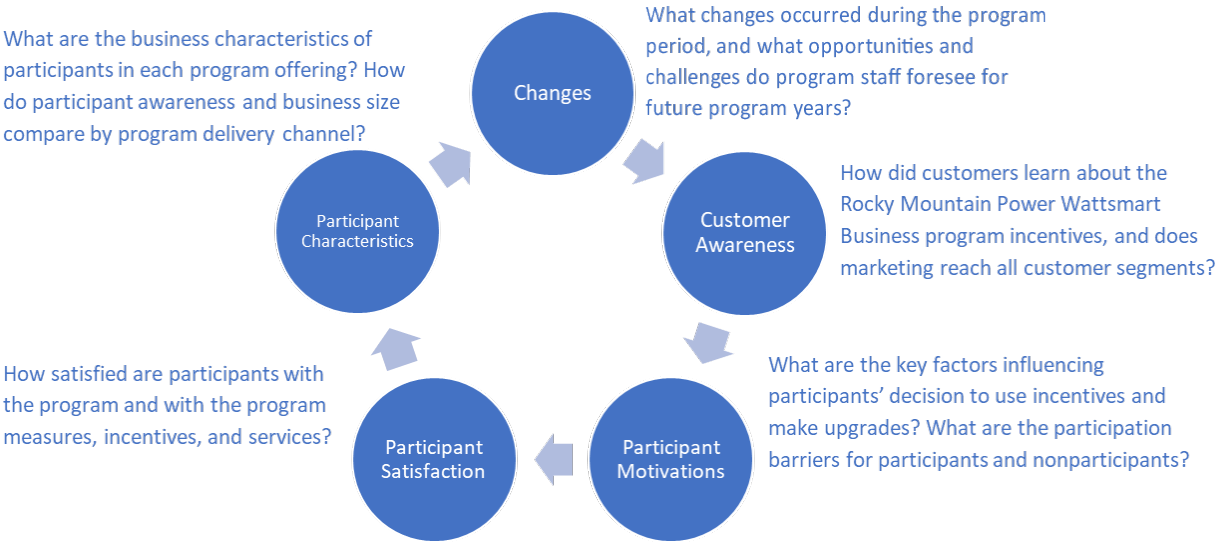 Changes
What changes occurred during the program
period, and what opportunities and
challenges do program staff foresee for
future program years?
Customer
Awareness
How did customers learn about the
Rocky Mountain Power Wattsmart
Business program incentives, and does
marketing reach all customer segments?
Participant
Motivations
What are the key factors influencing
participants’ decision to use incentives and
make upgrades? What are the participation
barriers for participants and nonparticipants?
Participant
Satisfaction
How satisfied are participants with
the program and with the program
measures, incentives, and services?
Participant
Characteristics
What are the business characteristics of
participants in each program offering? How
do participant awareness and business size
compare by program delivery channel?